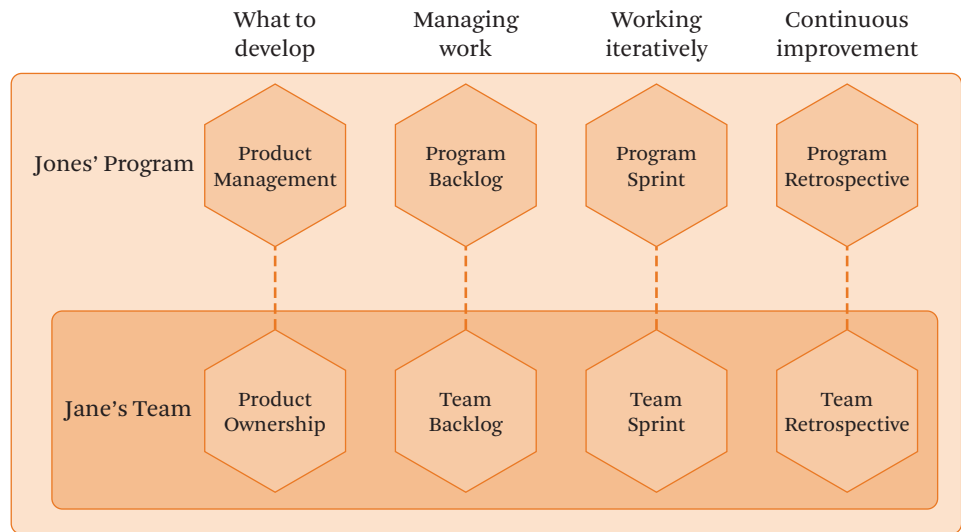 What to
develop
Managing
work
Working
iteratively
Continuous
improvement
Jones’ Program
Product
Management
Program
Backlog
Program
Sprint
Program
Retrospective
Jane’s Team
Product
Ownership
Team
Backlog
Team
Sprint
Team
Retrospective